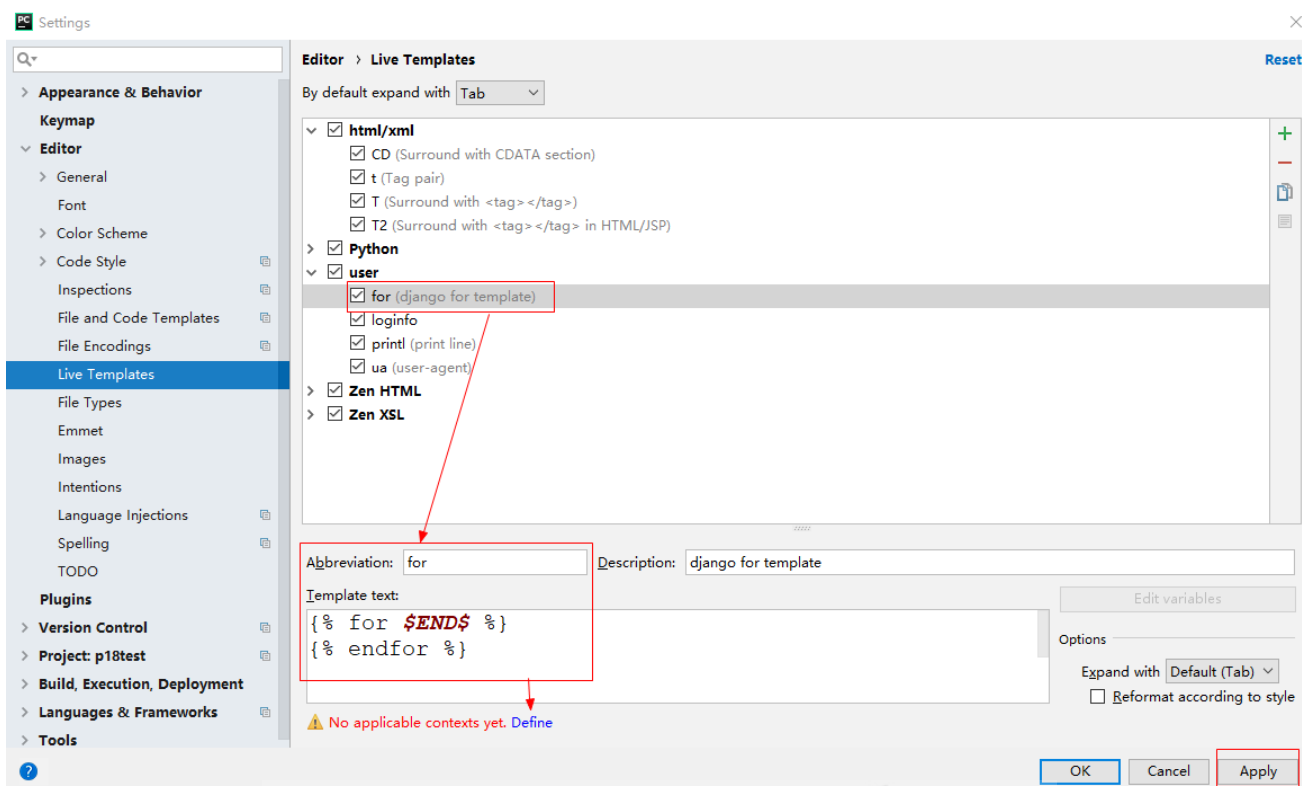 PC Settings
Editor › Live Templates Reset
By default expand with Tab
Appearance & Behavior
Keymap
Editor
General
Font
Color Scheme
Code Style
Inspections
File and Code Templates
File Encodings
Live Templates
File Types
Emmet
Images
Intentions
Language Injections
Spelling
TODO
Plugins
Version Control
Project: p18test
Build, Execution, Deployment
Languages & Frameworks
Tools
html/xml
CD (Surround with CDATA section)
t (Tag pair)
T (Surround with <tag></tag>)
T2 (Surround with <tag></tag> in HTML/JSP)
Python
user
for (django for template)
loginfo
printl (print line)
ua (user-agent)
Zen HTML
Zen XSL
Abbreviation: for Description: django for template
Template text:
{% for $END$ %}
{% endfor %}
Edit variables
Options
Expand with Default (Tab)
Reformat according to style
No applicable contexts yet. Define
? OK Cancel Apply